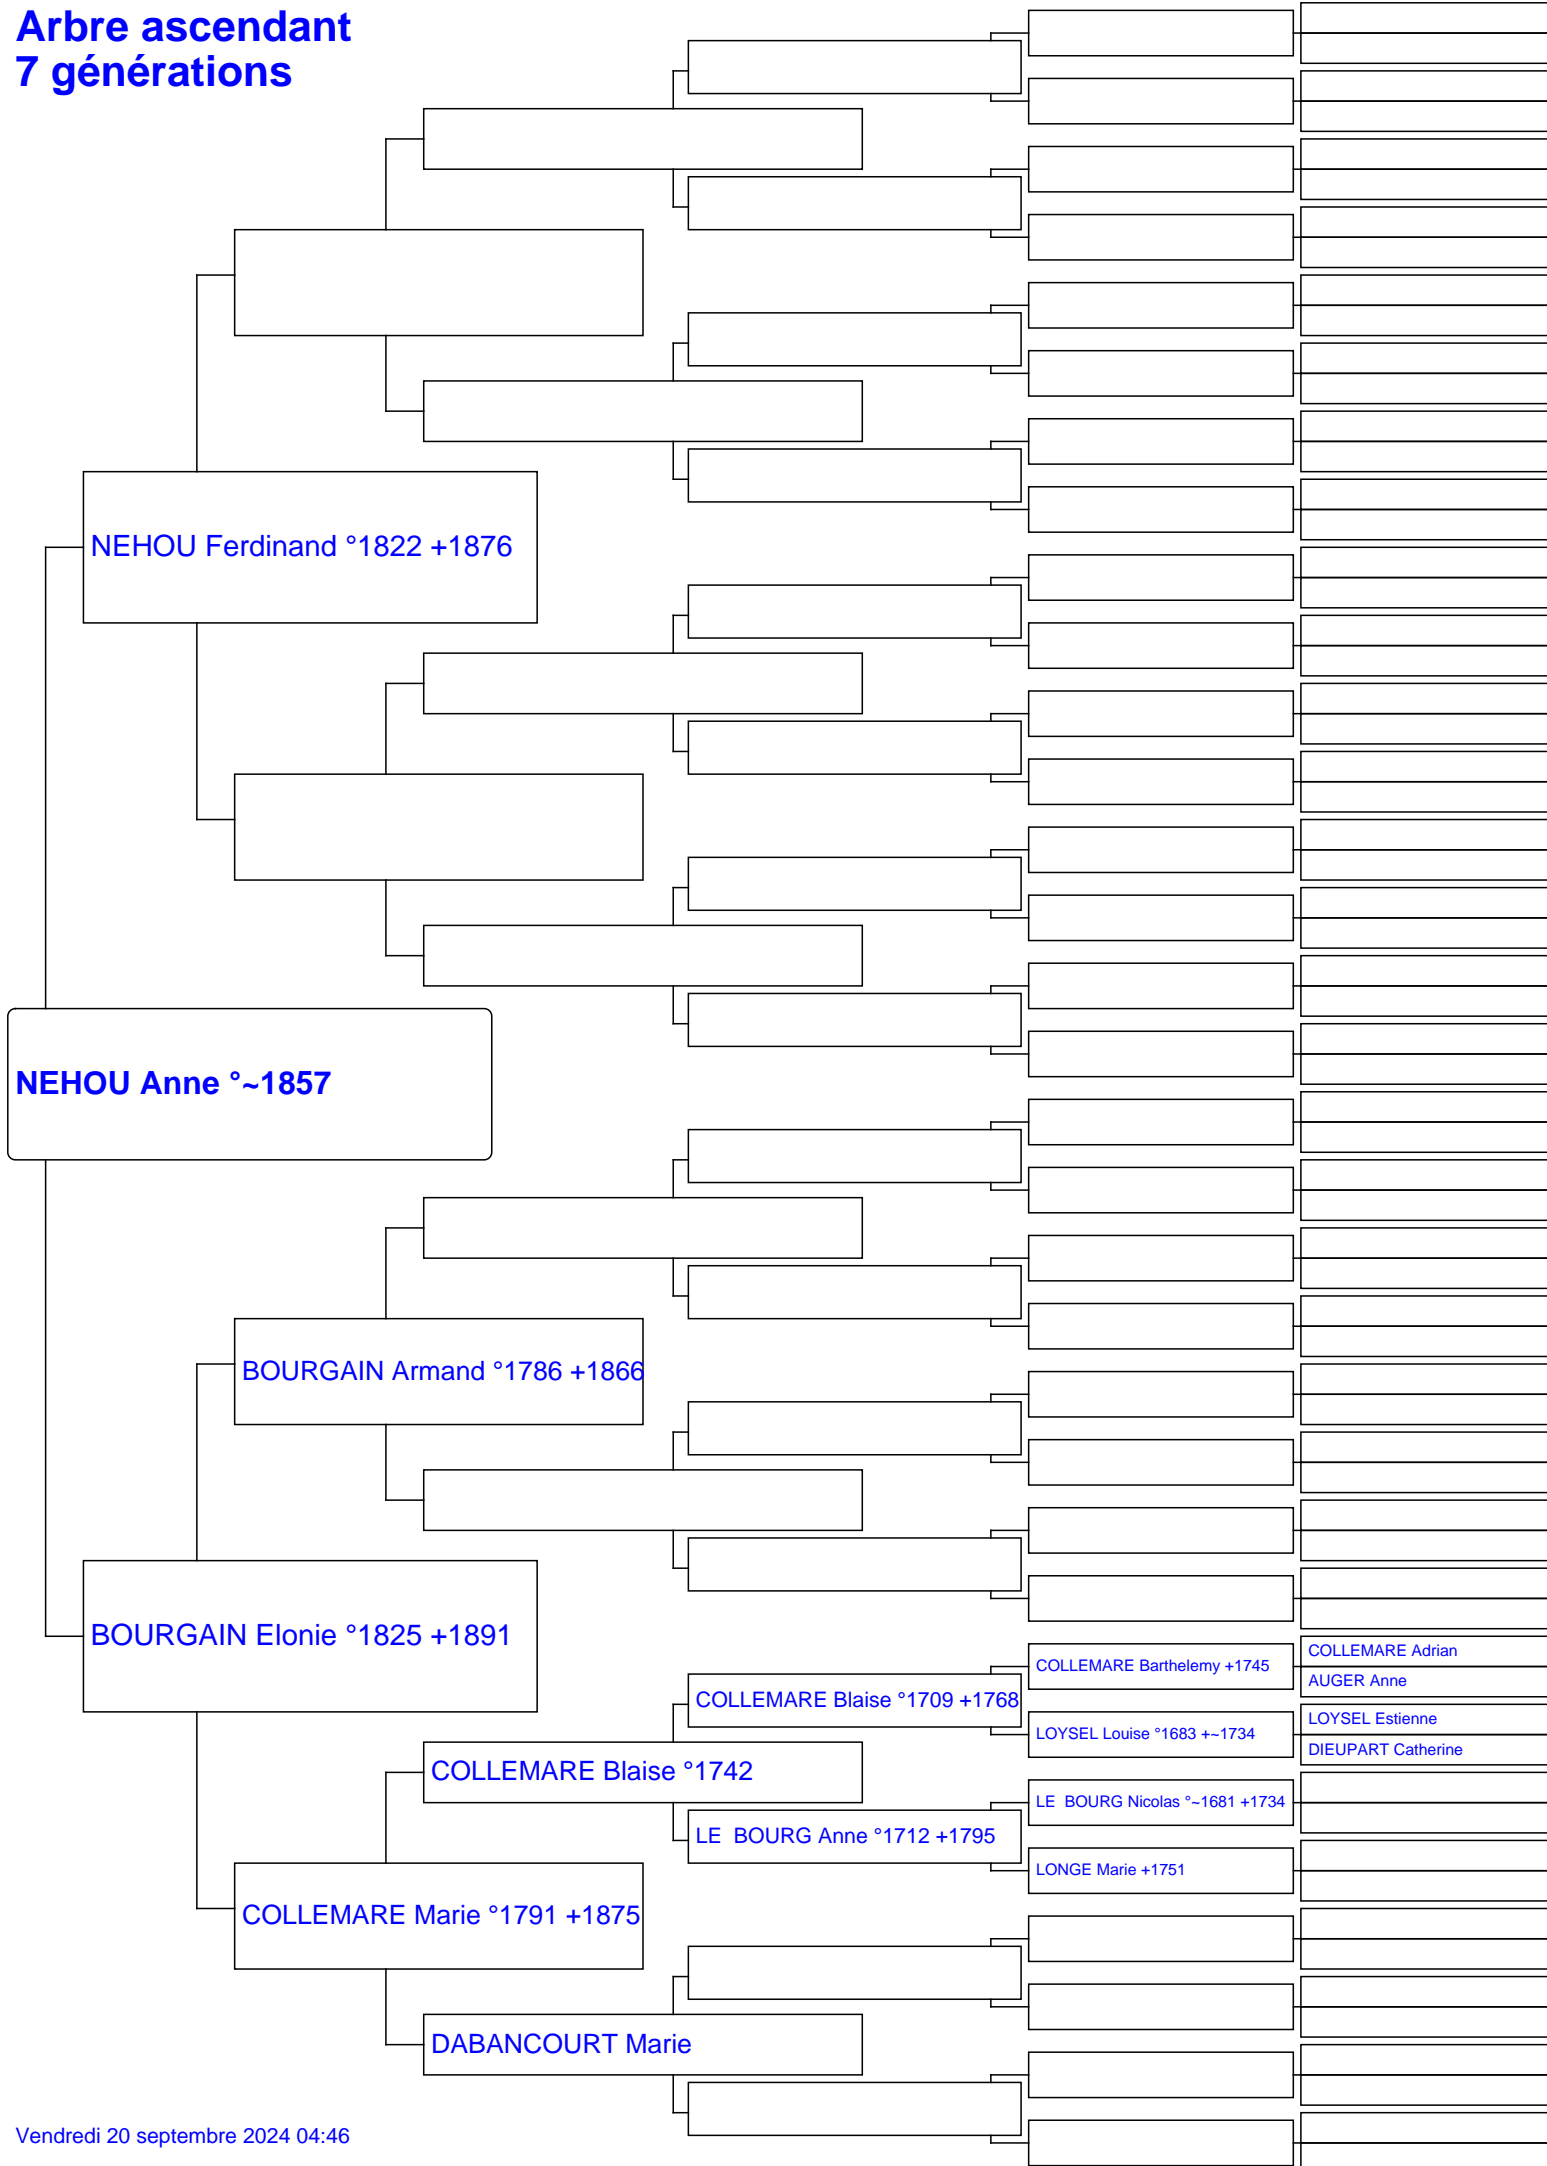 Arbre ascendant
7 générations
NEHOU Ferdinand °1822 +1876
NEHOU Anne °~1857
BOURGAIN Armand °1786 +1866
BOURGAIN Elonie °1825 +1891
COLLEMARE Adrian
COLLEMARE Barthelemy +1745
AUGER Anne
COLLEMARE Blaise °1709 +1768
LOYSEL Estienne
LOYSEL Louise °1683 +~1734
DIEUPART Catherine
COLLEMARE Blaise °1742
LE  BOURG Nicolas °~1681 +1734
LE  BOURG Anne °1712 +1795
LONGE Marie +1751
COLLEMARE Marie °1791 +1875
DABANCOURT Marie
Vendredi 20 septembre 2024 04:46